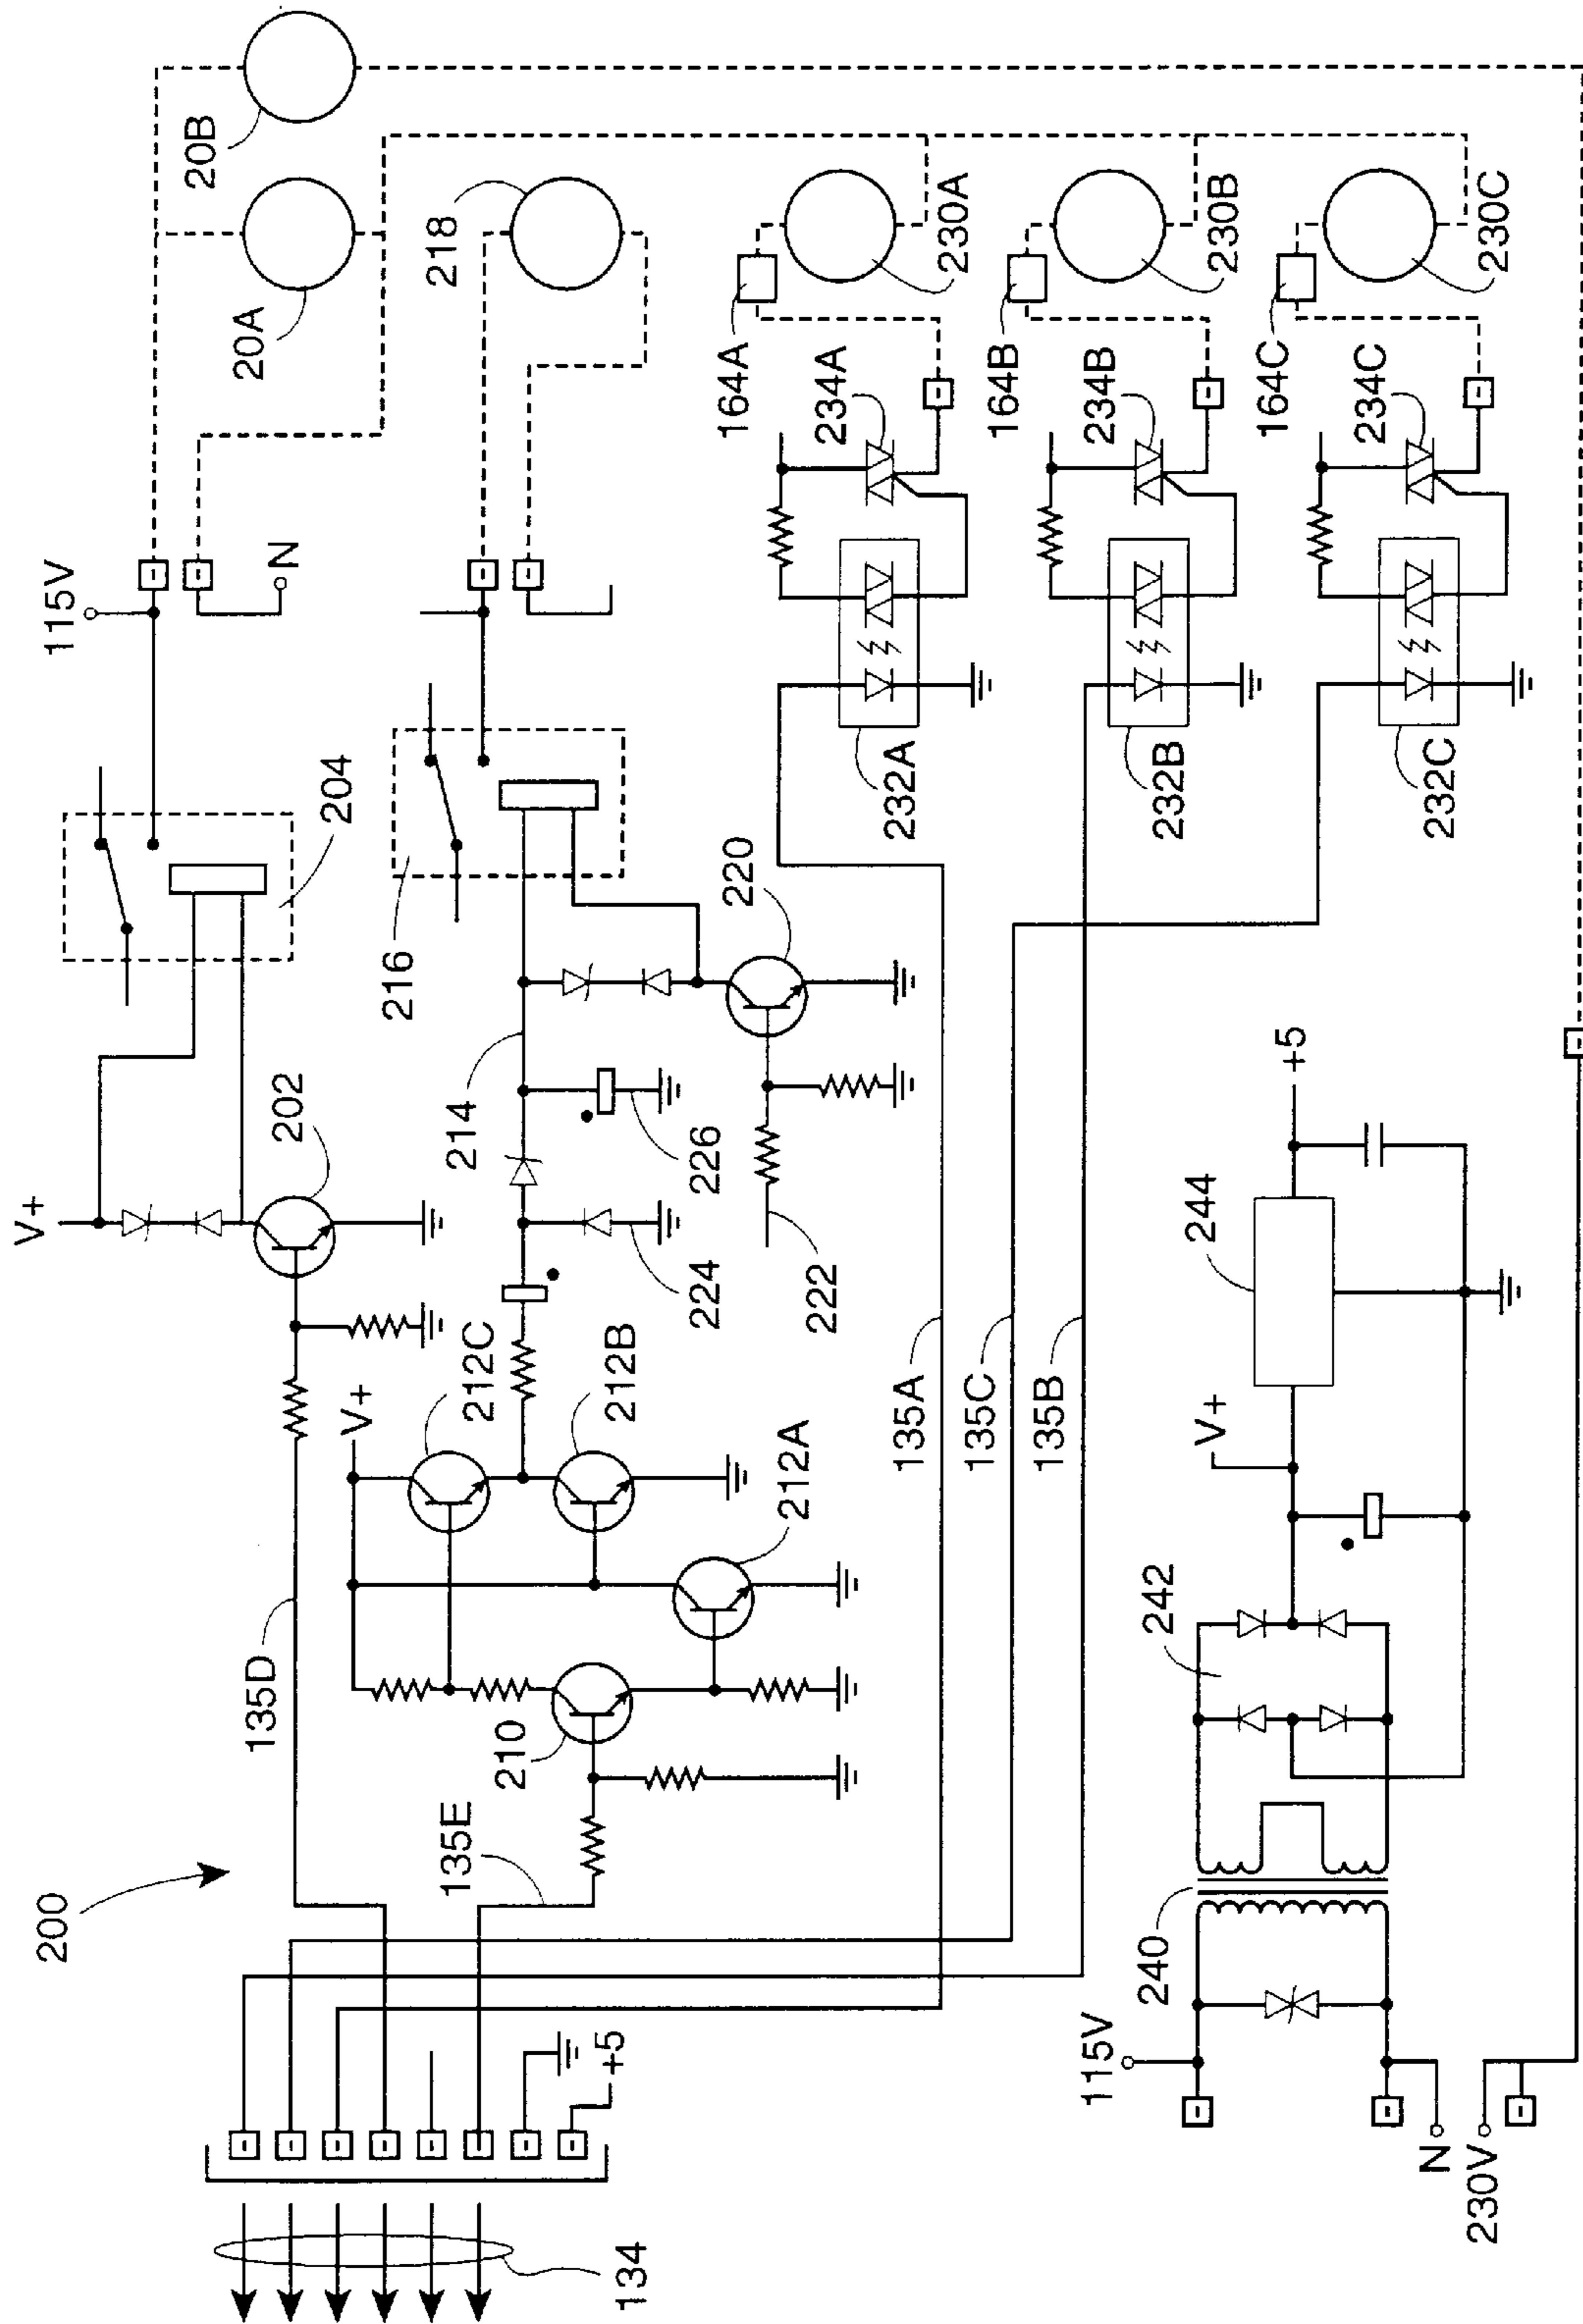 200
134
135D
135E
+5
V+
202
204
115V
N
20A
20B
210
212A
212B
212C
V+
214
216
218
220
222
224
226
135A
135C
135B
232A
234A
164A
230A
232B
234B
164B
230B
232C
234C
164C
230C
115V
240
242
V+
244
+5
N
230V